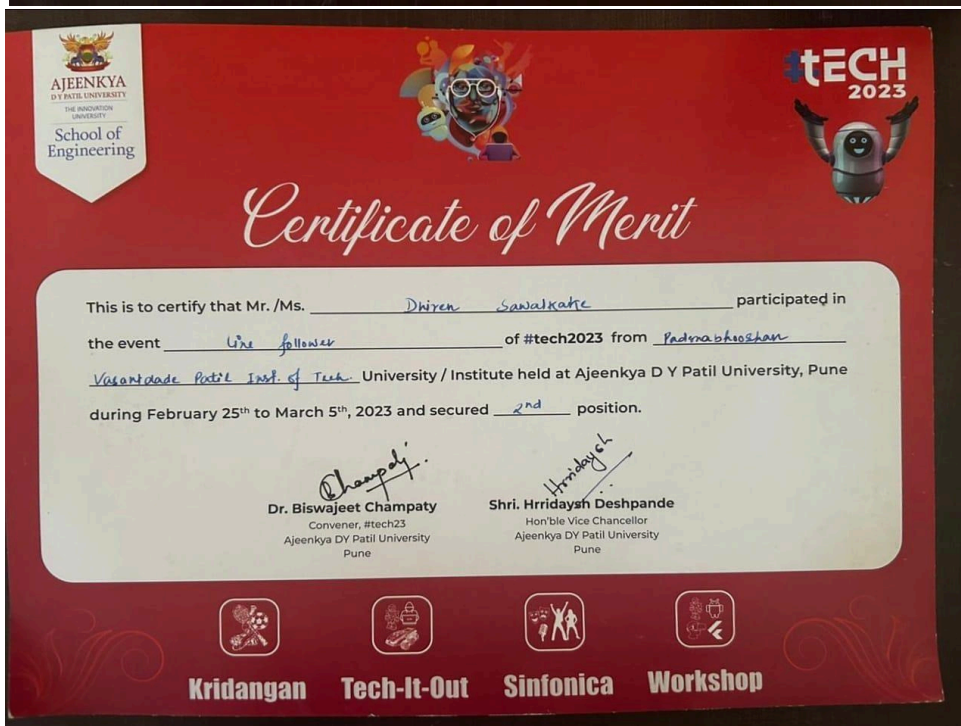 AJEENKYA
D Y PATIL UNIVERSITY
THE INNOVATION
UNIVERSITY
School of
Engineering
#tECH
2023
Certificate of Merit
This is to certify that Mr. /Ms. Dhiren Sawalkake participated in
the event line follower of #tech2023 from Padmabhooshan
Vasantdade Patil Inst. of Tech. University / Institute held at Ajeenkya D Y Patil University, Pune
during February 25th to March 5th, 2023 and secured 2nd position.
Champaty
Hrridaysh
Dr. Biswajeet Champaty
Convener, #tech23
Ajeenkya DY Patil University
Pune
Shri. Hrridaysh Deshpande
Hon'ble Vice Chancellor
Ajeenkya DY Patil University
Pune
Kridangan
Tech-It-Out
Sinfonica
Workshop